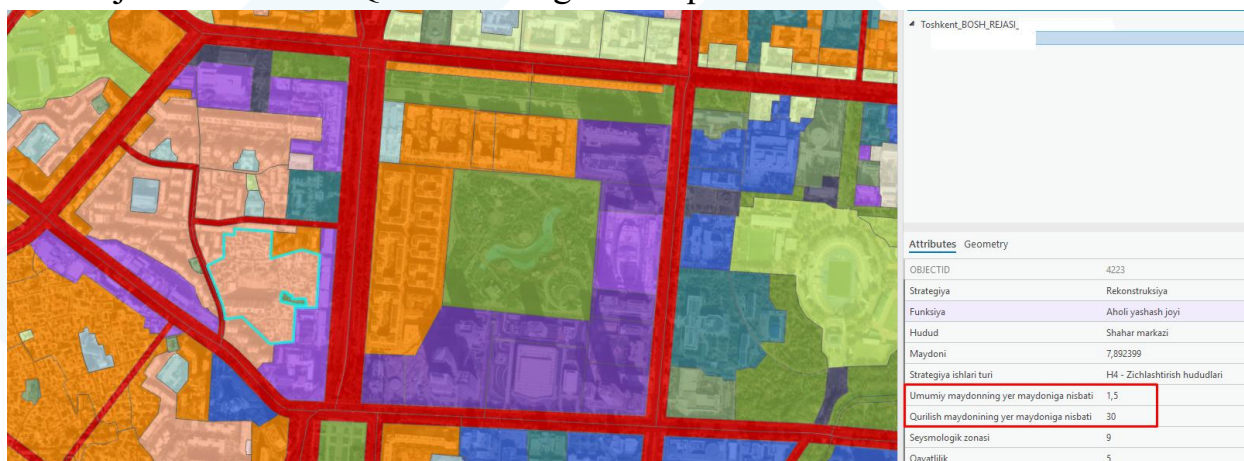 Toshkent_BOSH_REJASI_
Attributes Geometry
OBJECTID 4223
Strategiya Rekonstruksiya
Funksiya Aholi yashash joyi
Hudud Shahar markazi
Maydoni 7,892399
Strategiya ishlari turi H4 - Zichlashtirish hududlari
Umumiy maydonning yer maydoniga nisbati 1,5
Qurilish maydonining yer maydoniga nisbati 30
Seysmologik zonasi 9
Qavatlilik 5